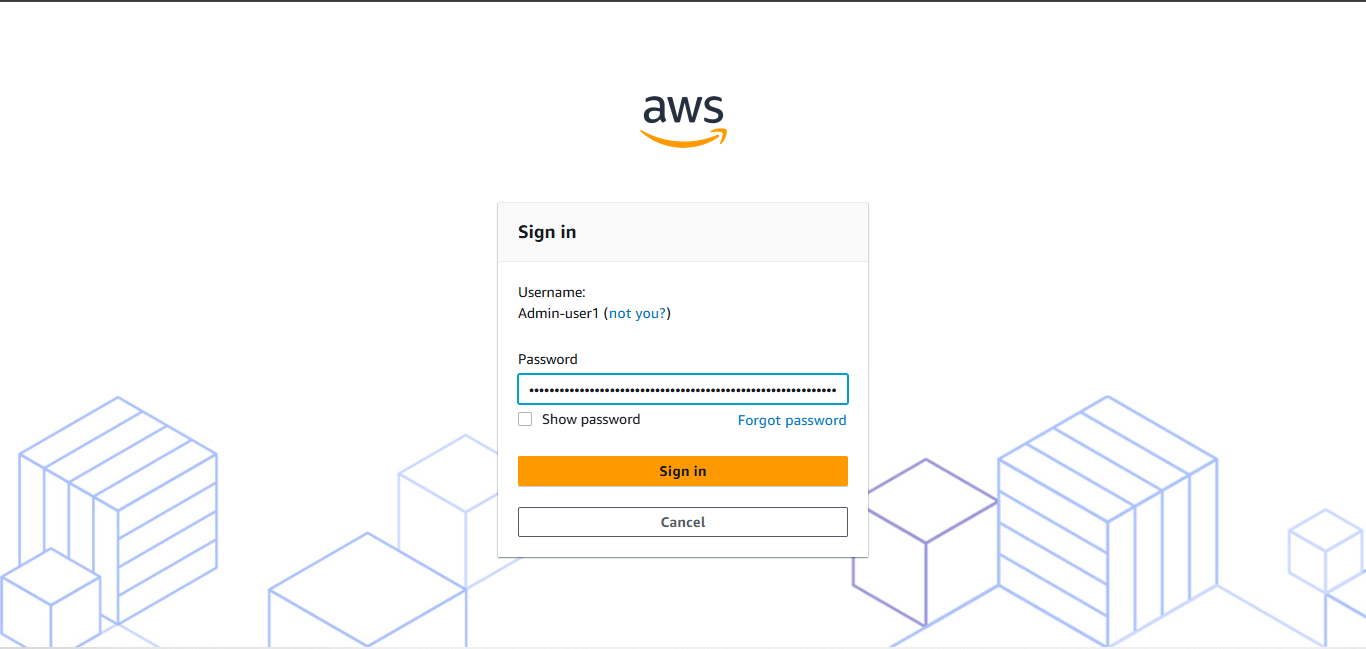 aws
Sign in
Username:
Admin-user1 (not you?)
Password
••••••••••••••••••••••••••••••••••••••••••••••••••••••••••••••
Show password
Forgot password
Sign in
Cancel